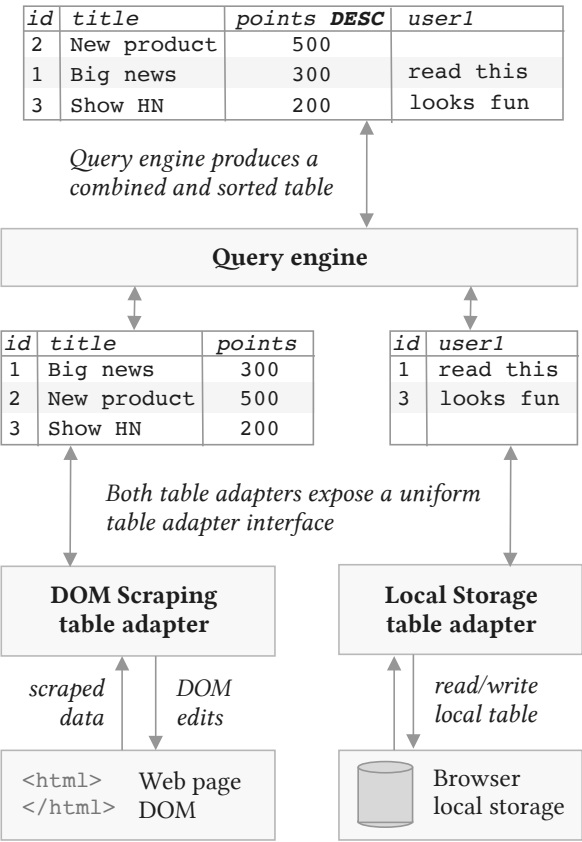 id title points DESC user1
2 New product 500
1 Big news 300 read this
3 Show HN 200 looks fun
Query engine produces a
combined and sorted table
Query engine
id title points
1 Big news 300
2 New product 500
3 Show HN 200
id user1
1 read this
3 looks fun
Both table adapters expose a uniform
table adapter interface
DOM Scraping
table adapter
Local Storage
table adapter
scraped
data
DOM
edits
read/write
local table
<html>
</html>
Web page
DOM
Browser
local storage